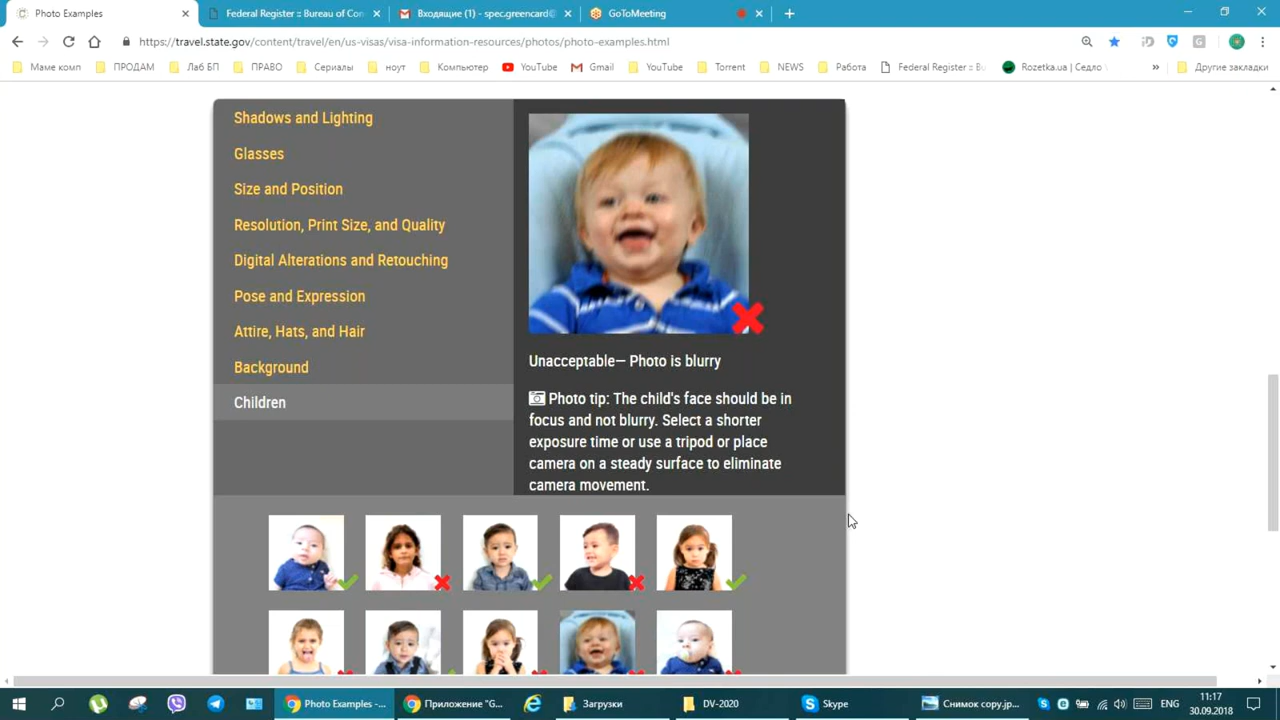 Photo Examples
Federal Register :: Bureau of Con
Входящие (1) - spec.greencard@
GoToMeeting
https://travel.state.gov/content/travel/en/us-visas/visa-information-resources/photos/photo-examples.html
Маме комп
ПРОДАМ
Лаб БП
ПРАВО
Сериалы
ноут
Компьютер
YouTube
Gmail
YouTube
Torrent
NEWS
Работа
Federal Register :: Bu
Rozetka.ua | Седло
Другие закладки
Shadows and Lighting
Glasses
Size and Position
Resolution, Print Size, and Quality
Digital Alterations and Retouching
Pose and Expression
Attire, Hats, and Hair
Background
Children
Unacceptable— Photo is blurry
Photo tip: The child's face should be in
focus and not blurry. Select a shorter
exposure time or use a tripod or place
camera on a steady surface to eliminate
camera movement.
Photo Examples -...
Приложение "G...
Загрузки
DV-2020
Skype
Снимок copy.jp...
ENG
11:17
30.09.2018